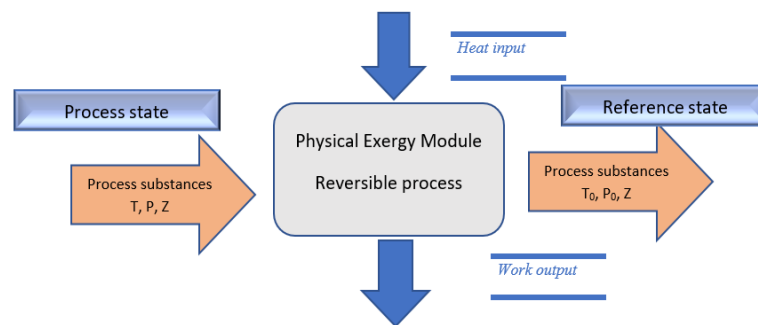 Heat input
Process state
Reference state
Physical Exergy Module
Reversible process
Process substances
T, P, Z
Process substances
T₀, P₀, Z
Work output